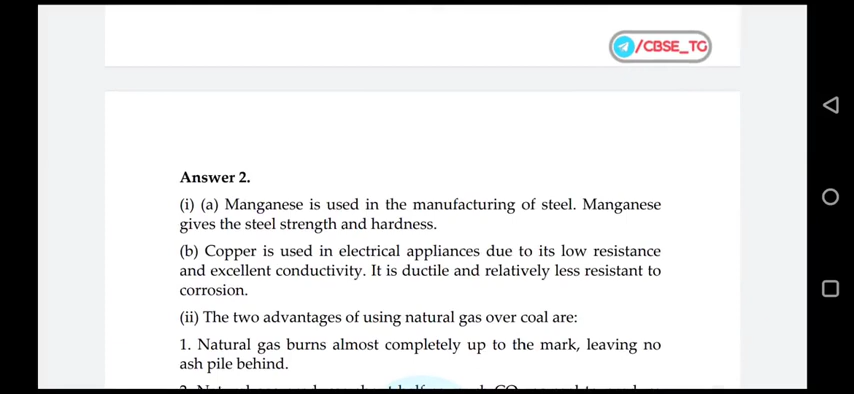 /CBSE_TG
Answer 2.
(i) (a) Manganese is used in the manufacturing of steel. Manganese
gives the steel strength and hardness.
(b) Copper is used in electrical appliances due to its low resistance
and excellent conductivity. It is ductile and relatively less resistant to
corrosion.
(ii) The two advantages of using natural gas over coal are:
1. Natural gas burns almost completely up to the mark, leaving no
ash pile behind.